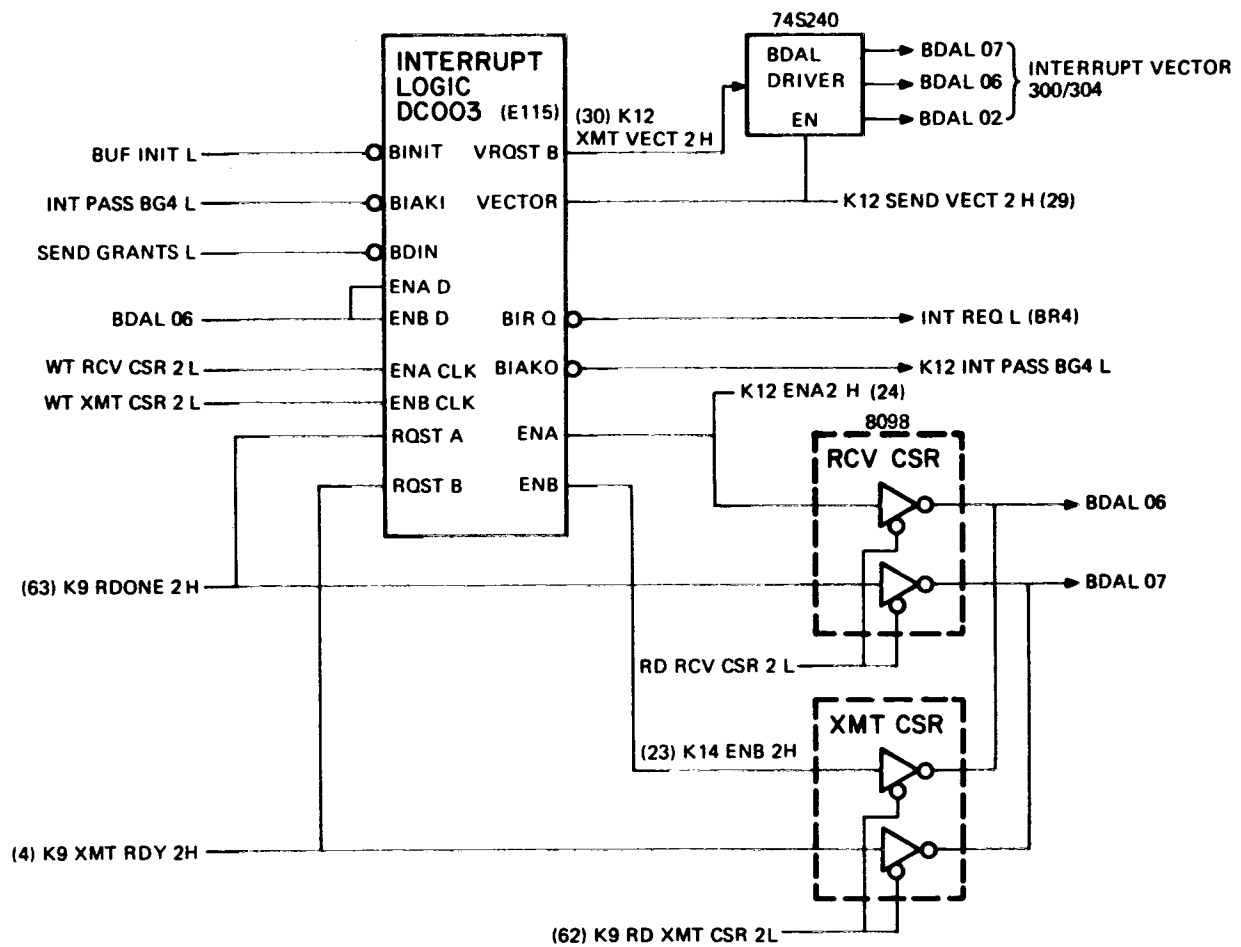 74S240
BDAL
DRIVER
EN
BDAL 07
BDAL 06
BDAL 02
INTERRUPT VECTOR
300/304
INTERRUPT
LOGIC
DC003 (E115)
(30) K12
XMT VECT 2 H
BUF INIT L
BINIT
VRQST B
INT PASS BG4 L
BIAKI
VECTOR
K12 SEND VECT 2 H (29)
SEND GRANTS L
BDIN
ENA D
BDAL 06
ENB D
BIR Q
INT REQ L (BR4)
WT RCV CSR 2 L
ENA CLK
BIAKO
K12 INT PASS BG4 L
WT XMT CSR 2 L
ENB CLK
K12 ENA2 H (24)
RQST A
ENA
8098
RCV CSR
RQST B
ENB
BDAL 06
(63) K9 RDONE 2H
BDAL 07
RD RCV CSR 2 L
XMT CSR
(23) K14 ENB 2H
(4) K9 XMT RDY 2H
(62) K9 RD XMT CSR 2L